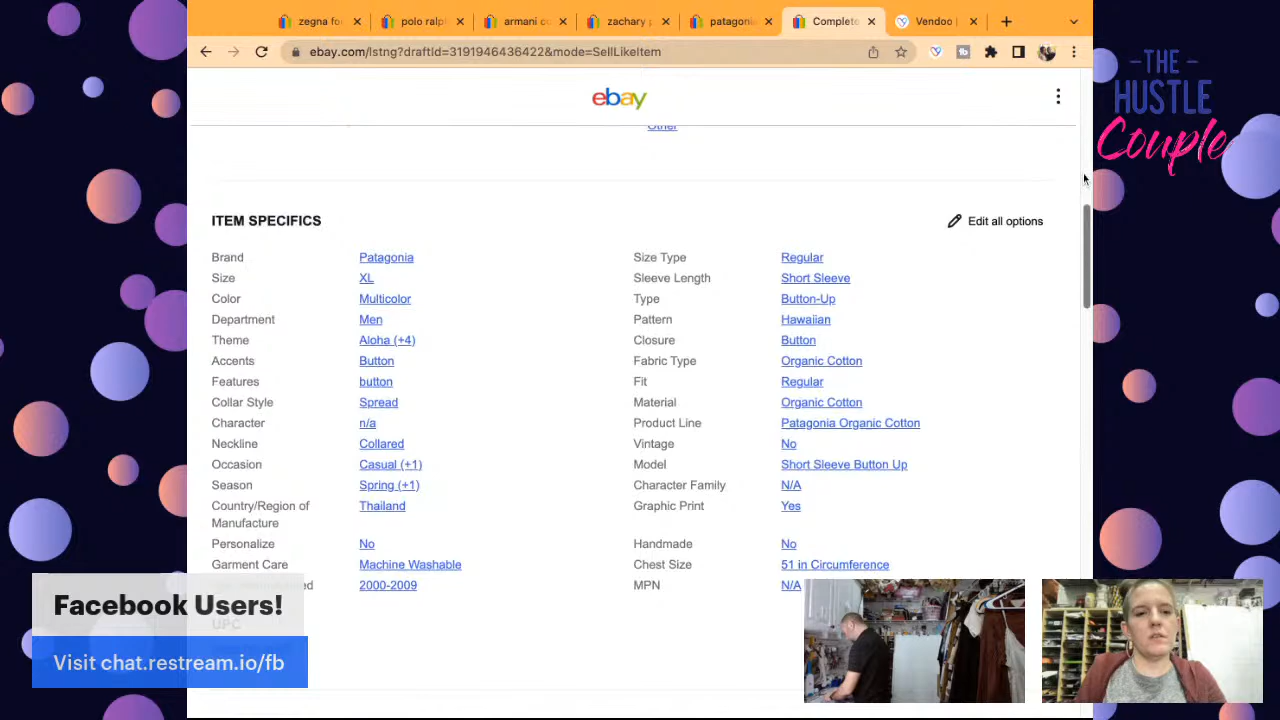 zegna fo
polo ralph
armani co
zachary p
patagonia
Complete
Vendoo |
ebay.com/lstng?draftId=3191946436422&mode=SellLikeItem
ebay
Other
ITEM SPECIFICS
Edit all options
Brand Patagonia Size Type Regular
Size XL Sleeve Length Short Sleeve
Color Multicolor Type Button-Up
Department Men Pattern Hawaiian
Theme Aloha (+4) Closure Button
Accents Button Fabric Type Organic Cotton
Features button Fit Regular
Collar Style Spread Material Organic Cotton
Character n/a Product Line Patagonia Organic Cotton
Neckline Collared Vintage No
Occasion Casual (+1) Model Short Sleeve Button Up
Season Spring (+1) Character Family N/A
Country/Region of Thailand Graphic Print Yes
Manufacture
Personalize No Handmade No
Garment Care Machine Washable Chest Size 51 in Circumference
2000-2009 MPN N/A
UPC
Facebook Users!
Visit chat.restream.io/fb
-THE-
HUSTLE
Couple